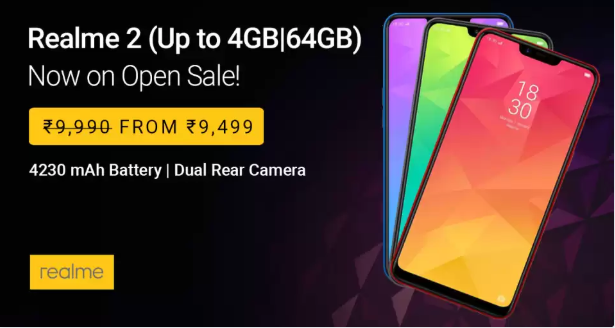 Realme 2 (Up to 4GB|64GB)
Now on Open Sale!
₹9,990 FROM ₹9,499
4230 mAh Battery | Dual Rear Camera
realme
18
30